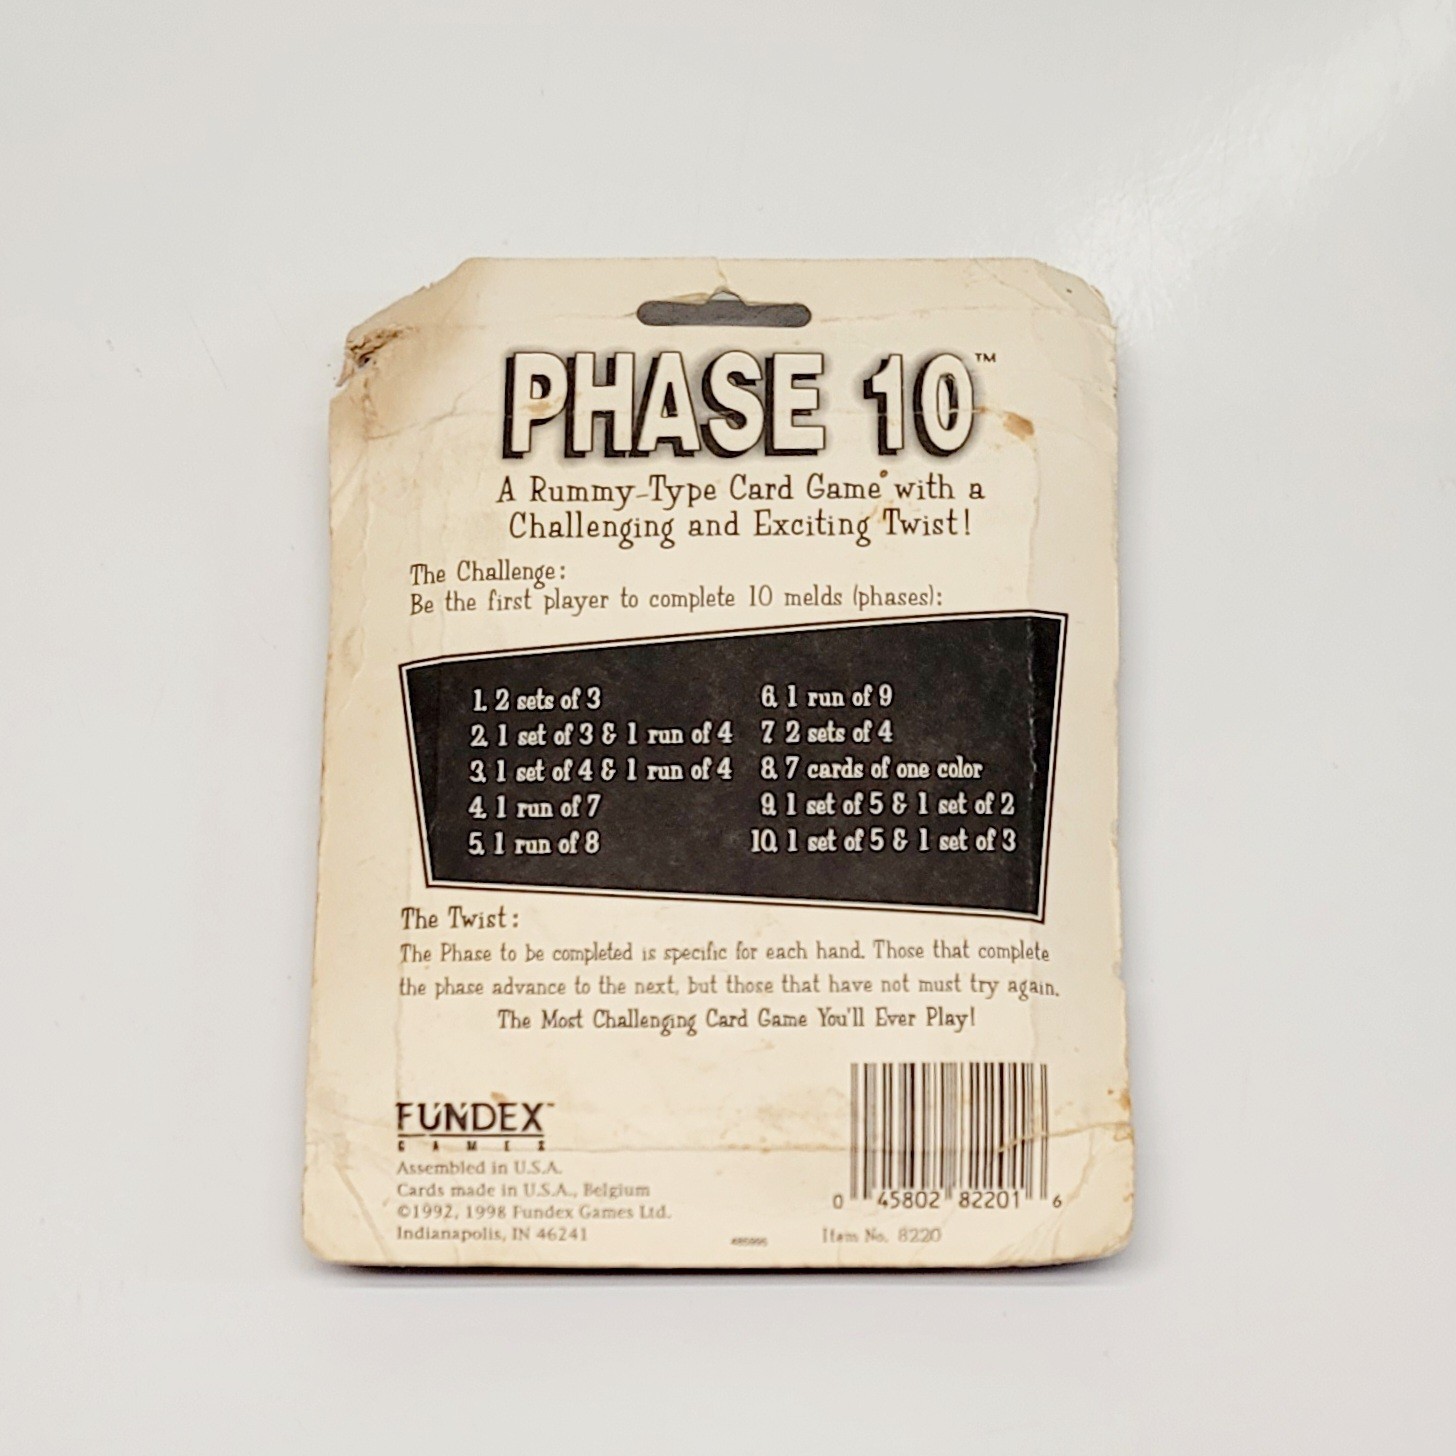 PHASE 10™
A Rummy-Type Card Game with a
Challenging and Exciting Twist!
The Challenge:
Be the first player to complete 10 melds (phases):
1. 2 sets of 3
2. 1 set of 3 & 1 run of 4
3. 1 set of 4 & 1 run of 4
4. 1 run of 7
5. 1 run of 8
6. 1 run of 9
7 2 sets of 4
8. 7 cards of one color
9. 1 set of 5 & 1 set of 2
10. 1 set of 5 & 1 set of 3
The Twist:
The Phase to be completed is specific for each hand. Those that complete
the phase advance to the next, but those that have not must try again.
The Most Challenging Card Game You'll Ever Play!
FUNDEX™
GAMES
Assembled in U.S.A.
Cards made in U.S.A., Belgium
©1992, 1998 Fundex Games Ltd.
Indianapolis, IN 46241
0 45802 82201 6
Item No. 8220